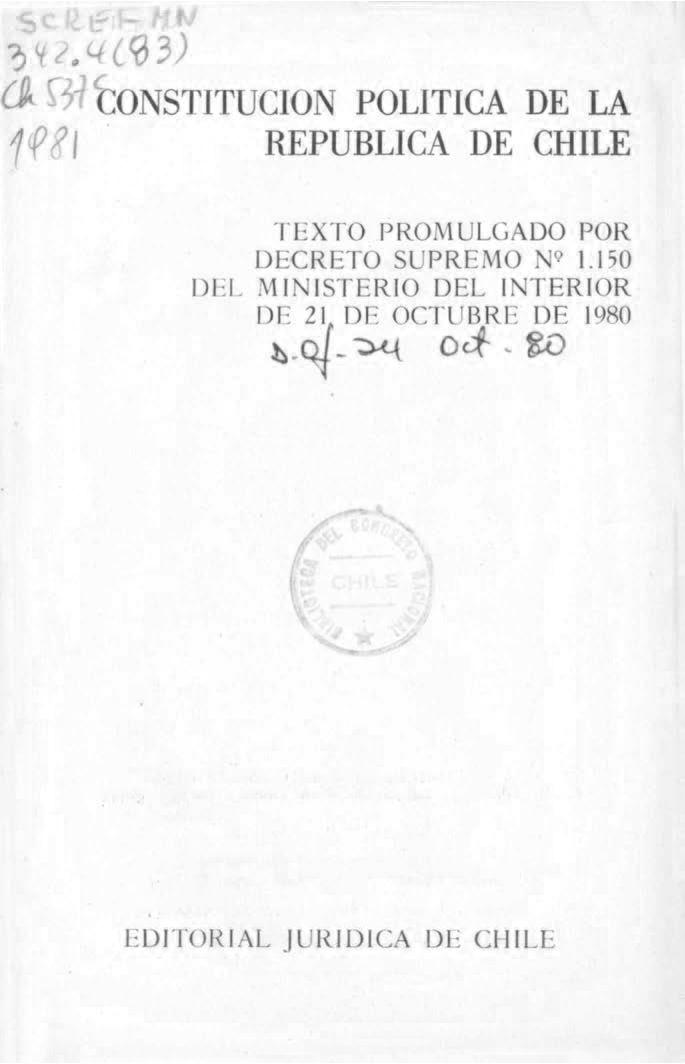 SCREF MN
342.4(83)
Ch 537c
1981
CONSTITUCION POLITICA DE LA
REPUBLICA DE CHILE
TEXTO PROMULGADO POR
DECRETO SUPREMO Nº 1.150
DEL MINISTERIO DEL INTERIOR
DE 21 DE OCTUBRE DE 1980
D. Of - 24 Oct. 80
BIBLIOTECA DEL CONGRESO NACIONAL
CHILE
EDITORIAL JURIDICA DE CHILE